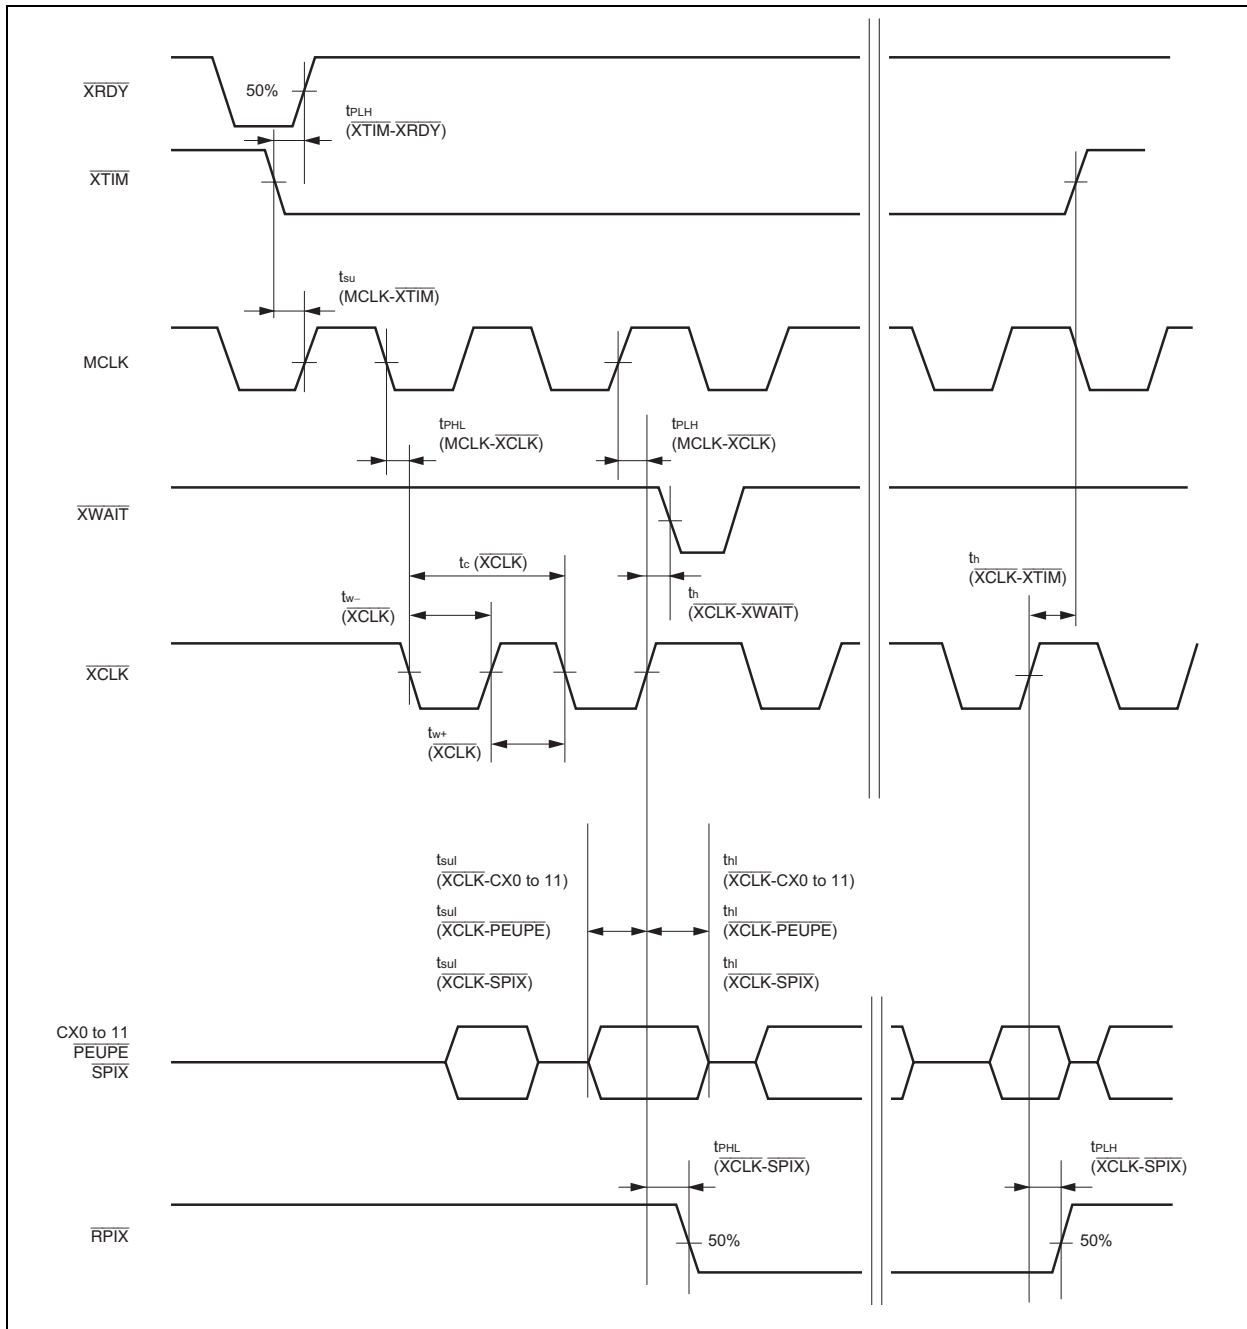 XRDY
50%
tPLH
(XTIM-XRDY)
XTIM
tsu
(MCLK-XTIM)
MCLK
tPHL
(MCLK-XCLK)
tPLH
(MCLK-XCLK)
XWAIT
tc (XCLK)
th
(XCLK-XTIM)
tw–
(XCLK)
th
(XCLK-XWAIT)
XCLK
tw+
(XCLK)
tsul
(XCLK-CX0 to 11)
thl
(XCLK-CX0 to 11)
tsul
(XCLK-PEUPE)
thl
(XCLK-PEUPE)
tsul
(XCLK-SPIX)
thl
(XCLK-SPIX)
CX0 to 11
PEUPE
SPIX
tPHL
(XCLK-SPIX)
tPLH
(XCLK-SPIX)
RPIX
50%
50%